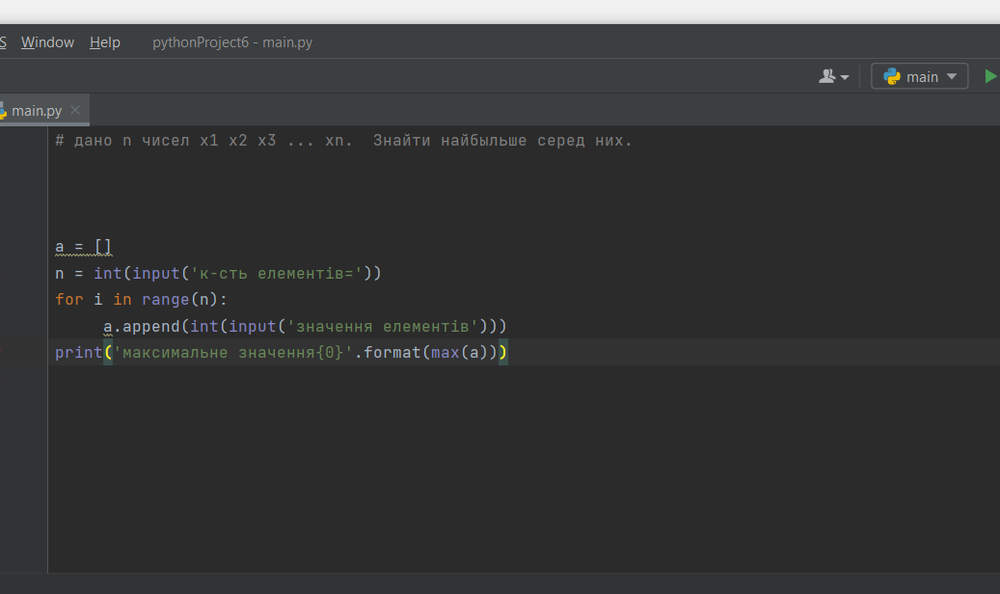 S Window Help pythonProject6 - main.py
main
main.py
# дано n чисел x1 x2 x3 ... xn.  Знайти найбыльше серед них.
a = []
n = int(input('к-сть елементів='))
for i in range(n):
     a.append(int(input('значення елементів')))
print('максимальне значення{0}'.format(max(a)))